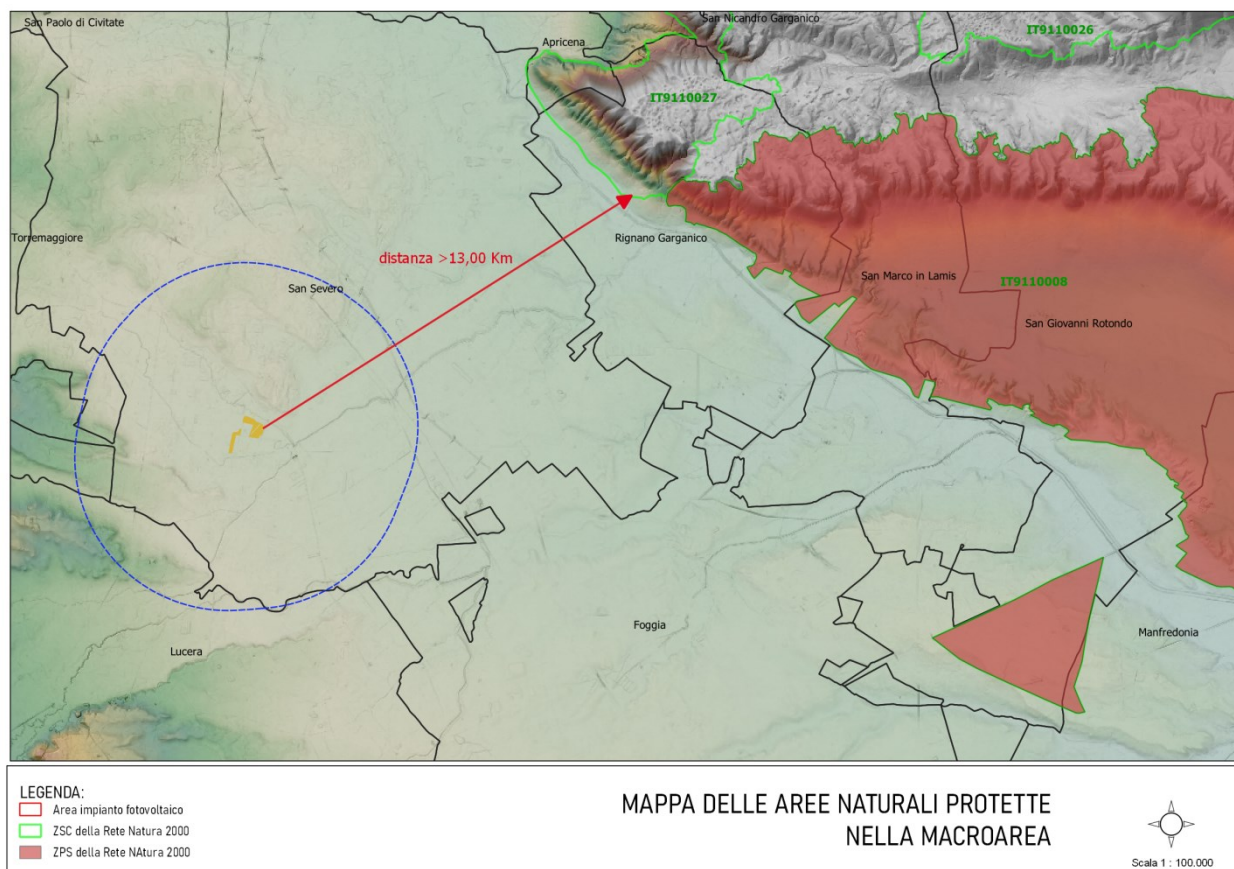 San Paolo di Civitate
San Nicandro Garganico
IT9110026
Apricena
IT9110027
Torremaggiore
Rignano Garganico
distanza >13,00 Km
San Marco in Lamis
San Severo
IT9110008
San Giovanni Rotondo
Foggia
Manfredonia
Lucera
LEGENDA:
Area impianto fotovoltaico
ZSC della Rete Natura 2000
ZPS della Rete NAtura 2000
MAPPA DELLE AREE NATURALI PROTETTE
NELLA MACROAREA
Scala 1 : 100.000